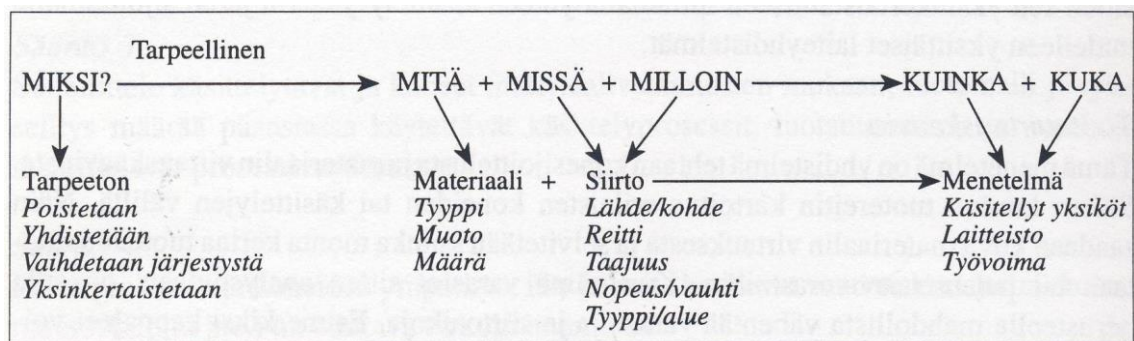 Tarpeellinen
MIKSI? MITÄ + MISSÄ + MILLOIN KUINKA + KUKA
Tarpeeton Materiaali + Siirto Menetelmä
Poistetaan Tyyppi Lähde/kohde Käsitellyt yksiköt
Yhdistetään Muoto Reitti Laitteisto
Vaihdetaan järjestystä Määrä Taajuus Työvoima
Yksinkertaistetaan Nopeus/vauhti
Tyyppi/alue